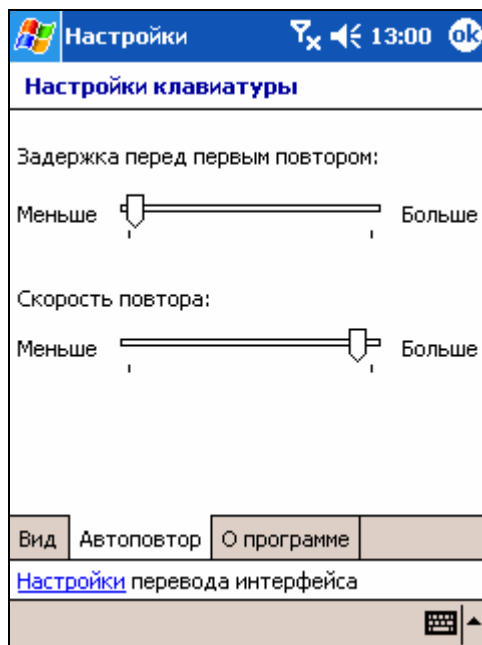 Настройки 13:00 ok
Настройки клавиатуры
Задержка перед первым повтором:
Меньше Больше
Скорость повтора:
Меньше Больше
Вид Автоповтор О программе
Настройки перевода интерфейса